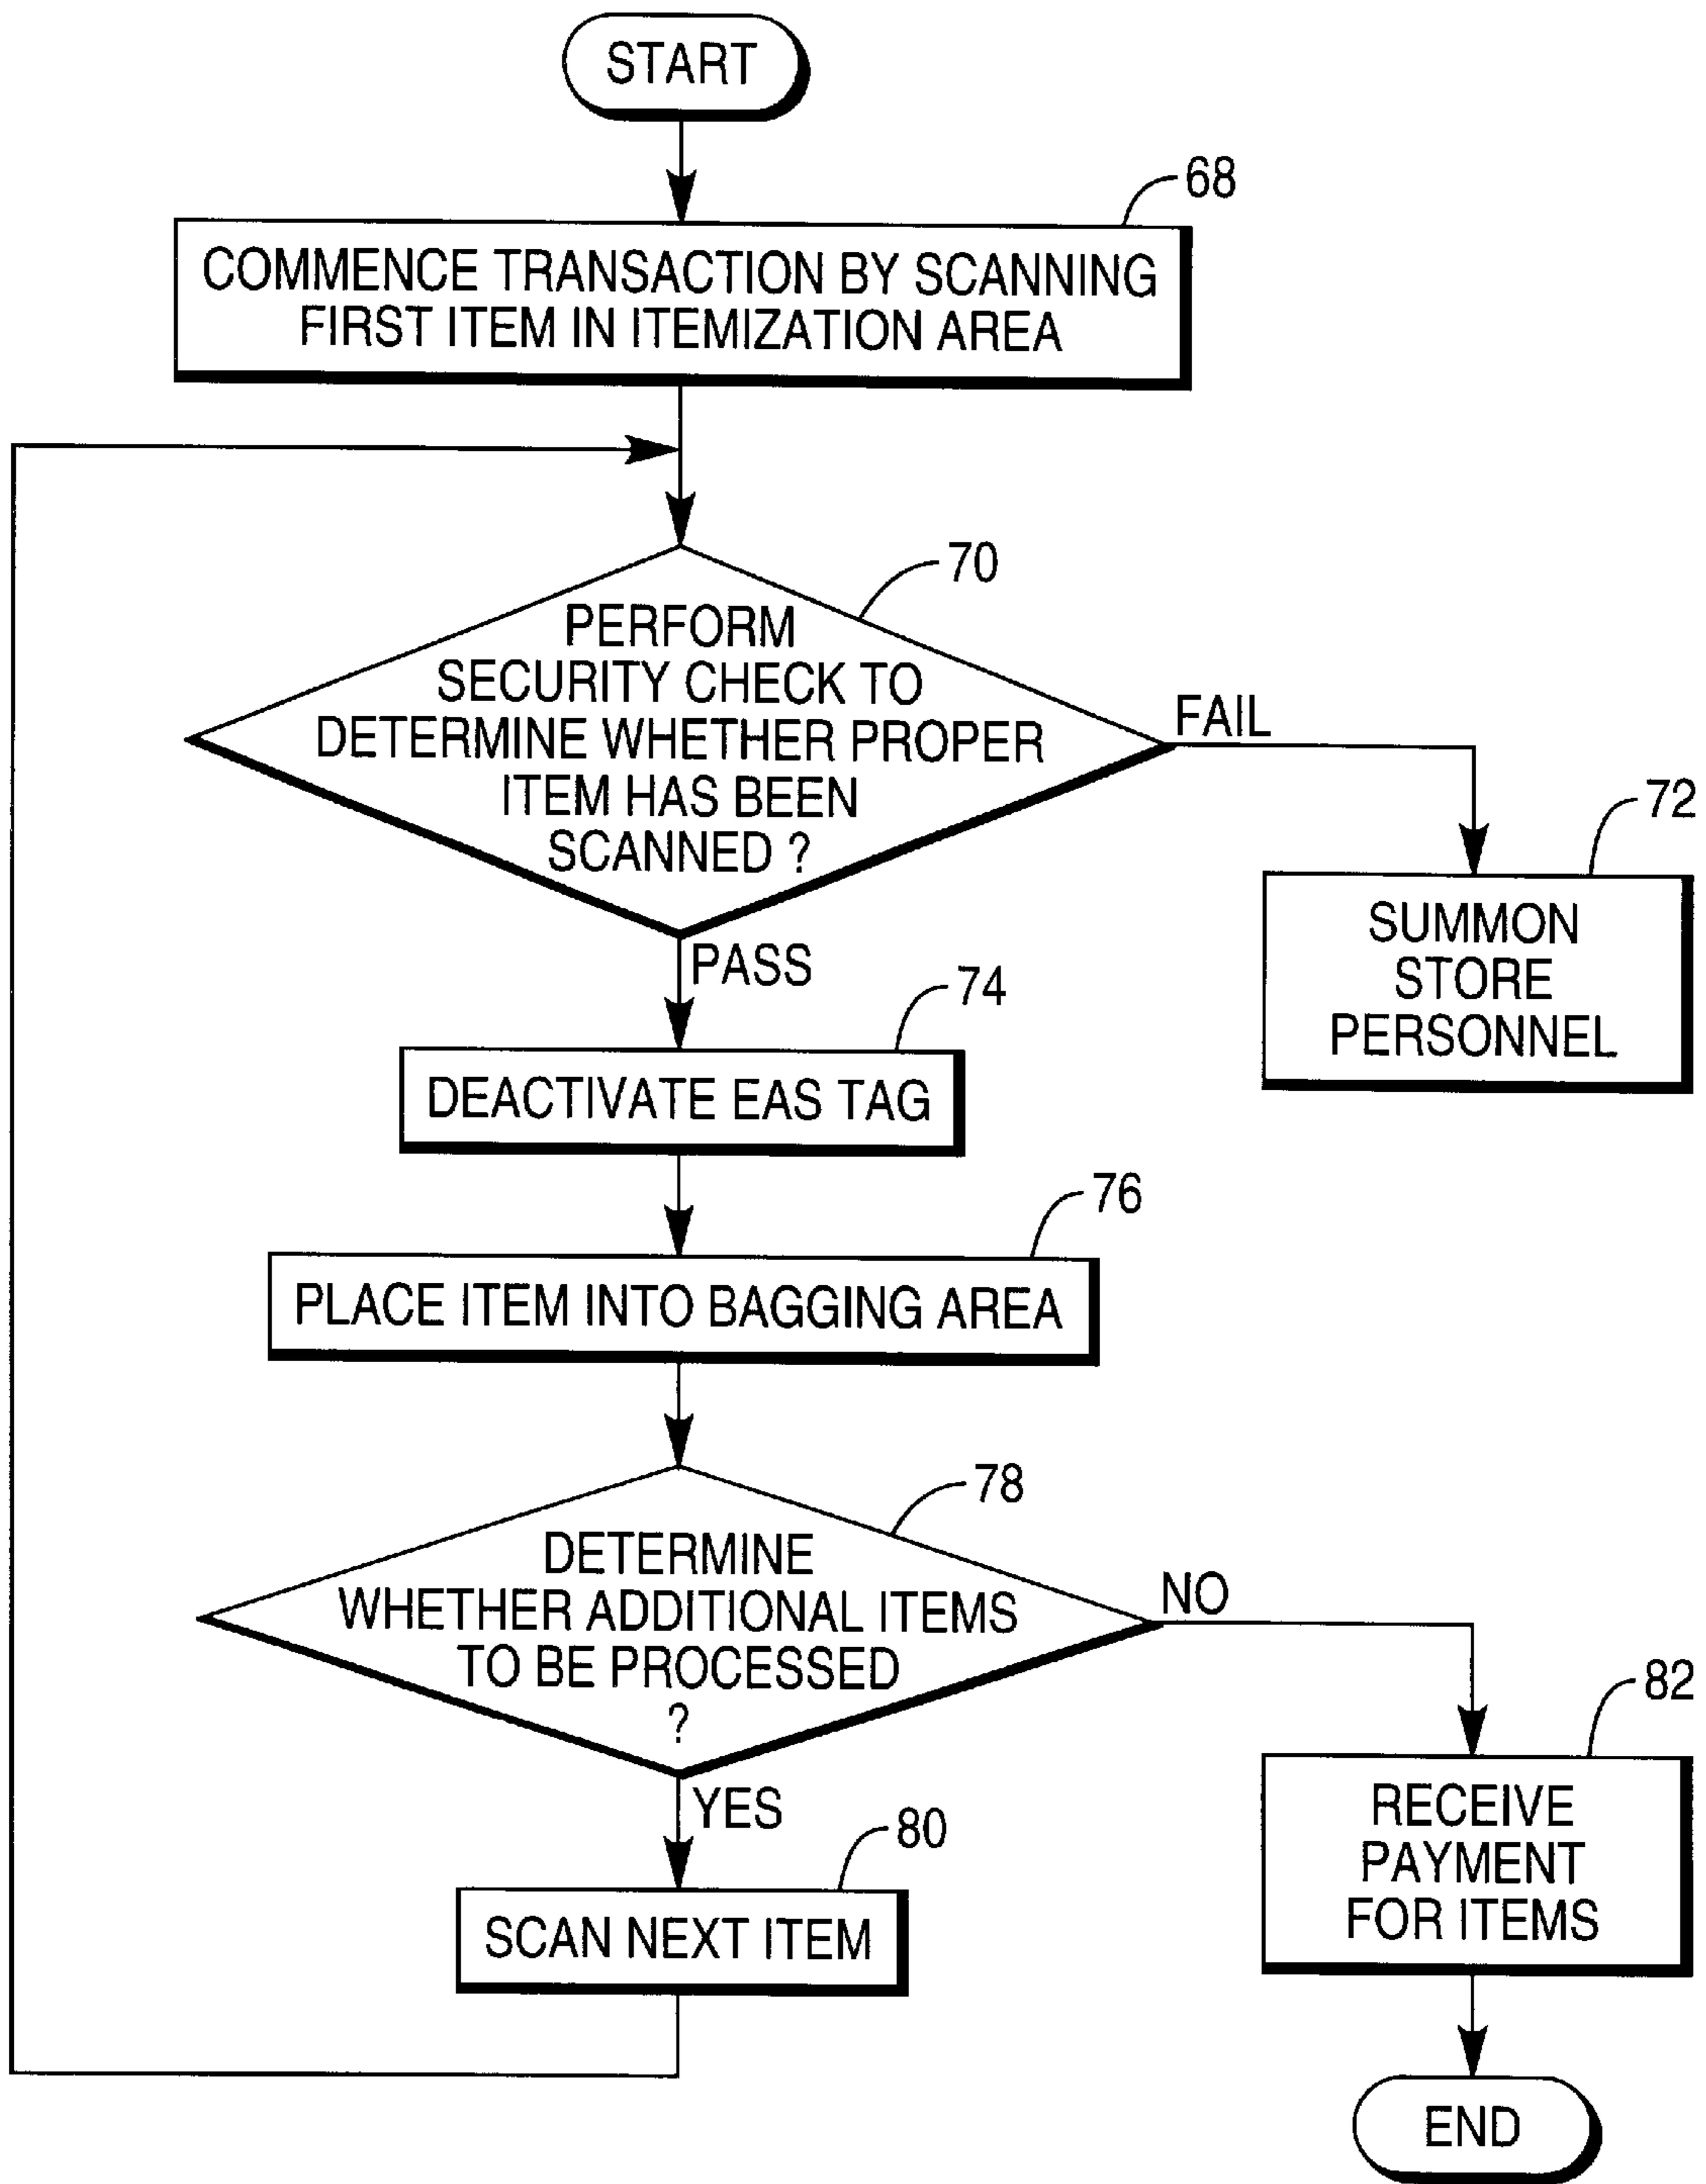 START
68
COMMENCE TRANSACTION BY SCANNING
FIRST ITEM IN ITEMIZATION AREA
70
PERFORM
SECURITY CHECK TO
DETERMINE WHETHER PROPER
ITEM HAS BEEN
SCANNED ?
FAIL
72
SUMMON
STORE
PERSONNEL
PASS
74
DEACTIVATE EAS TAG
76
PLACE ITEM INTO BAGGING AREA
78
DETERMINE
WHETHER ADDITIONAL ITEMS
TO BE PROCESSED
?
NO
82
RECEIVE
PAYMENT
FOR ITEMS
YES
80
SCAN NEXT ITEM
END